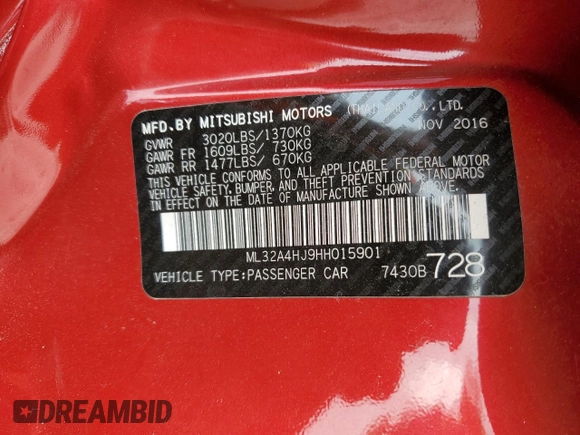 MFD.BY MITSUBISHI MOTORS (THAILAND) CO.,LTD.
GVWR 3020LBS/1370KG NOV 2016
GAWR FR 1609LBS/ 730KG
GAWR RR 1477LBS/ 670KG
THIS VEHICLE CONFORMS TO ALL APPLICABLE FEDERAL MOTOR
VEHICLE SAFETY, BUMPER, AND THEFT PREVENTION STANDARDS
IN EFFECT ON THE DATE OF MANUFACTURE SHOWN ABOVE.
ML32A4HJ9HH015901
VEHICLE TYPE:PASSENGER CAR 7430B 728
DREAMBID